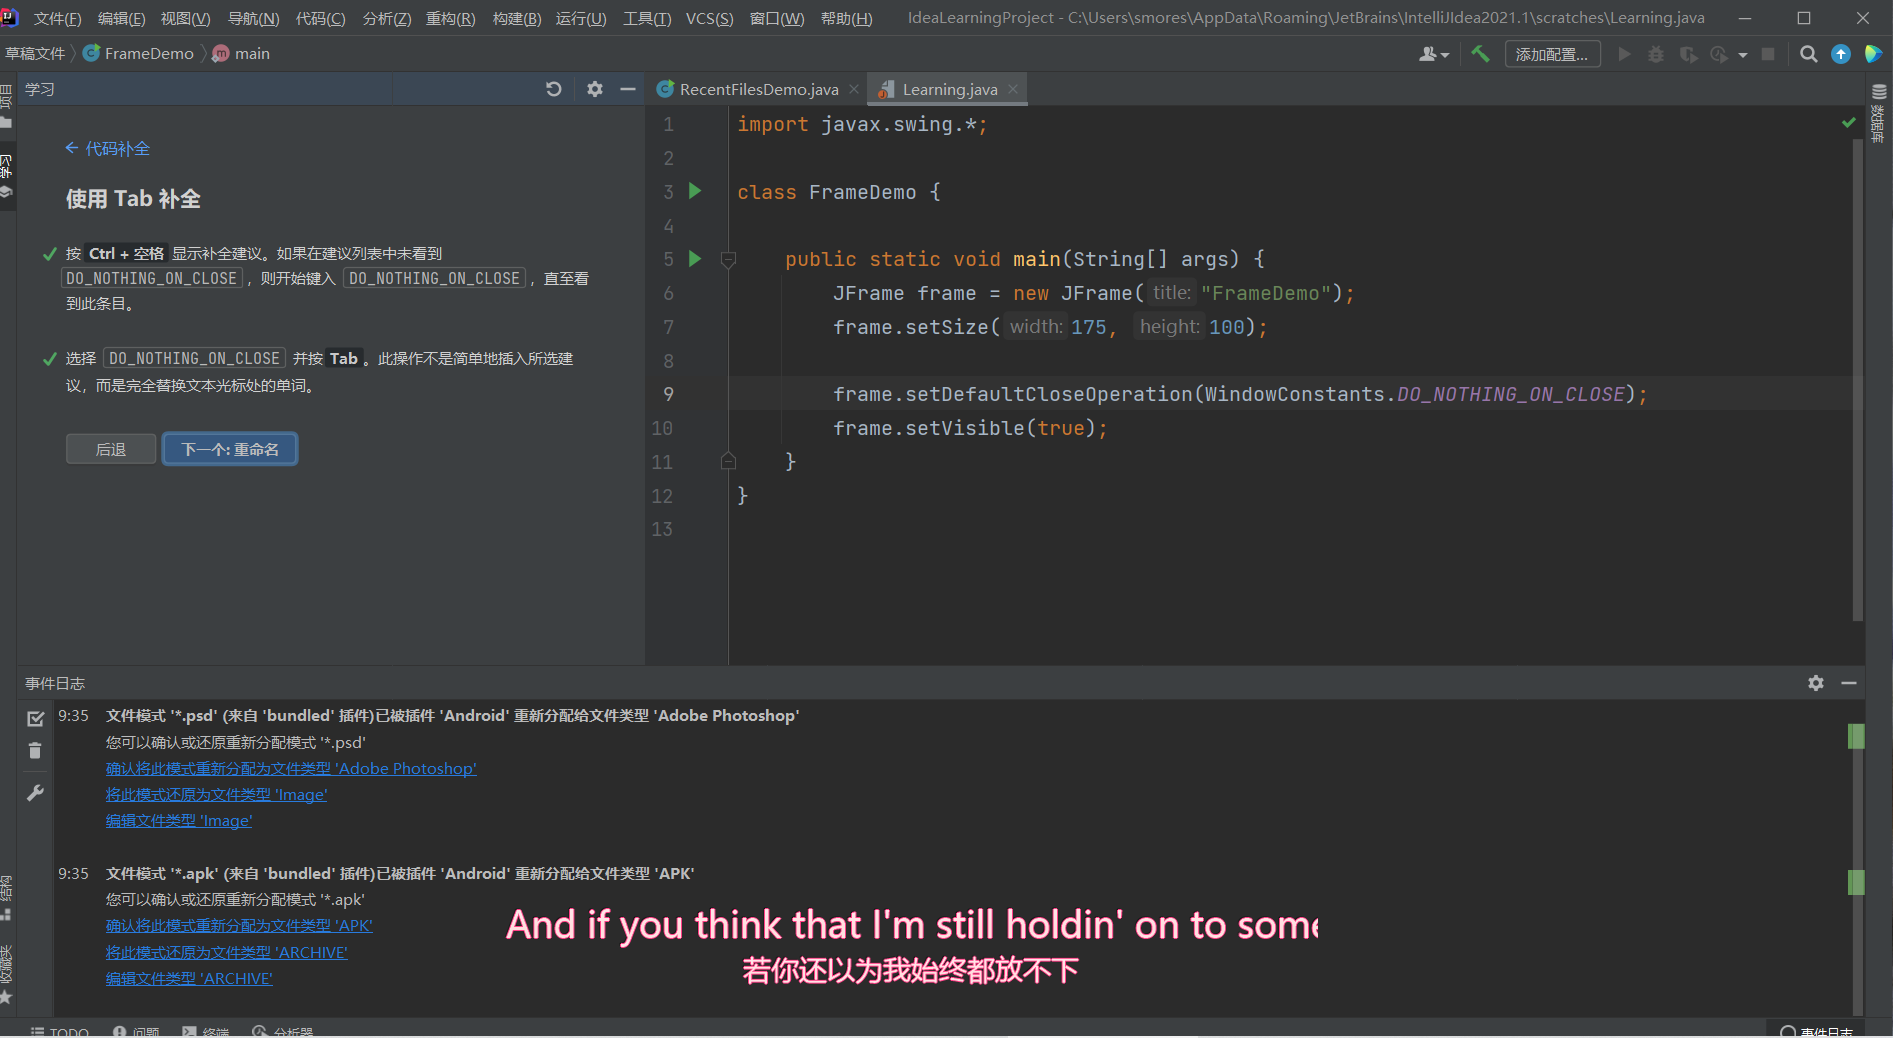 文件(F) 编辑(E) 视图(V) 导航(N) 代码(C) 分析(Z) 重构(R) 构建(B) 运行(U) 工具(T) VCS(S) 窗口(W) 帮助(H) IdeaLearningProject - C:\Users\smores\AppData\Roaming\JetBrains\IntelliJIdea2021.1\scratches\Learning.java
草稿文件 FrameDemo main 添加配置...
学习
RecentFilesDemo.java Learning.java
项目
学习
数据库
代码补全
使用 Tab 补全
按 Ctrl + 空格 显示补全建议。如果在建议列表中未看到
DO_NOTHING_ON_CLOSE ，则开始键入 DO_NOTHING_ON_CLOSE ，直至看
到此条目。
选择 DO_NOTHING_ON_CLOSE 并按 Tab 。此操作不是简单地插入所选建
议，而是完全替换文本光标处的单词。
后退 下一个: 重命名
1 import javax.swing.*;
2
3 class FrameDemo {
4
5 public static void main(String[] args) {
6 JFrame frame = new JFrame( title: "FrameDemo");
7 frame.setSize( width: 175, height: 100);
8
9 frame.setDefaultCloseOperation(WindowConstants.DO_NOTHING_ON_CLOSE);
10 frame.setVisible(true);
11 }
12 }
13
事件日志
9:35 文件模式 '*.psd' (来自 'bundled' 插件)已被插件 'Android' 重新分配给文件类型 'Adobe Photoshop'
您可以确认或还原重新分配模式 '*.psd'
确认将此模式重新分配为文件类型 'Adobe Photoshop'
将此模式还原为文件类型 'Image'
编辑文件类型 'Image'
9:35 文件模式 '*.apk' (来自 'bundled' 插件)已被插件 'Android' 重新分配给文件类型 'APK'
您可以确认或还原重新分配模式 '*.apk'
确认将此模式重新分配为文件类型 'APK'
将此模式还原为文件类型 'ARCHIVE'
编辑文件类型 'ARCHIVE'
结构
收藏夹
And if you think that I'm still holdin' on to some
若你还以为我始终都放不下
TODO 问题 终端 分析器 事件日志